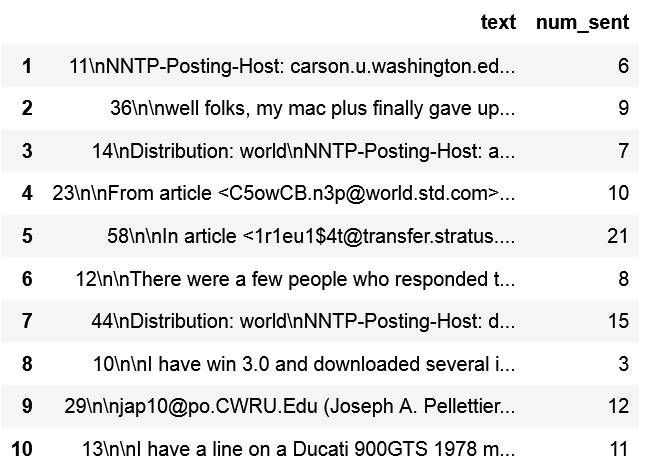 text num_sent
1 11\nNNTP-Posting-Host: carson.u.washington.ed... 6
2 36\n\nwell folks, my mac plus finally gave up... 9
3 14\nDistribution: world\nNNTP-Posting-Host: a... 7
4 23\n\nFrom article <C5owCB.n3p@world.std.com>... 10
5 58\n\nIn article <1r1eu1$4t@transfer.stratus.... 21
6 12\n\nThere were a few people who responded t... 8
7 44\nDistribution: world\nNNTP-Posting-Host: d... 15
8 10\n\nI have win 3.0 and downloaded several i... 3
9 29\n\njap10@po.CWRU.Edu (Joseph A. Pellettier... 12
10 13\n\nI have a line on a Ducati 900GTS 1978 m... 11